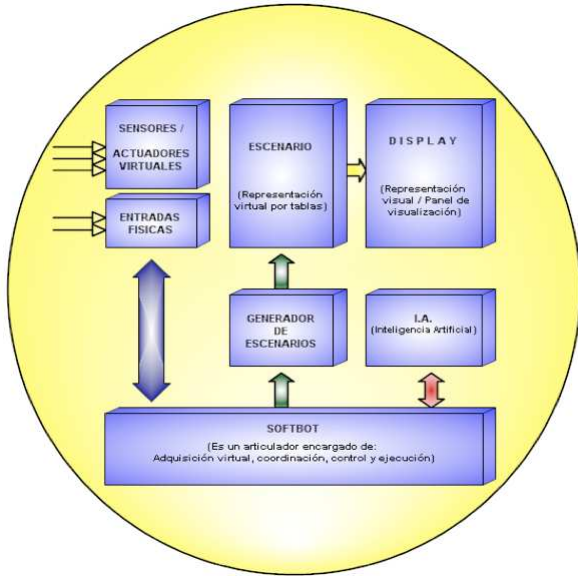 SENSORES /
ACTUADORES
VIRTUALES
ENTRADAS
FISICAS
ESCENARIO
(Representación
virtual por tablas)
D I S P L A Y
(Representación
visual / Panel de
visualización)
GENERADOR
DE
ESCENARIOS
I.A.
(Inteligencia Artificial)
SOFTBOT
(Es un articulador encargado de:
Adquisición virtual, coordinación, control y ejecución)